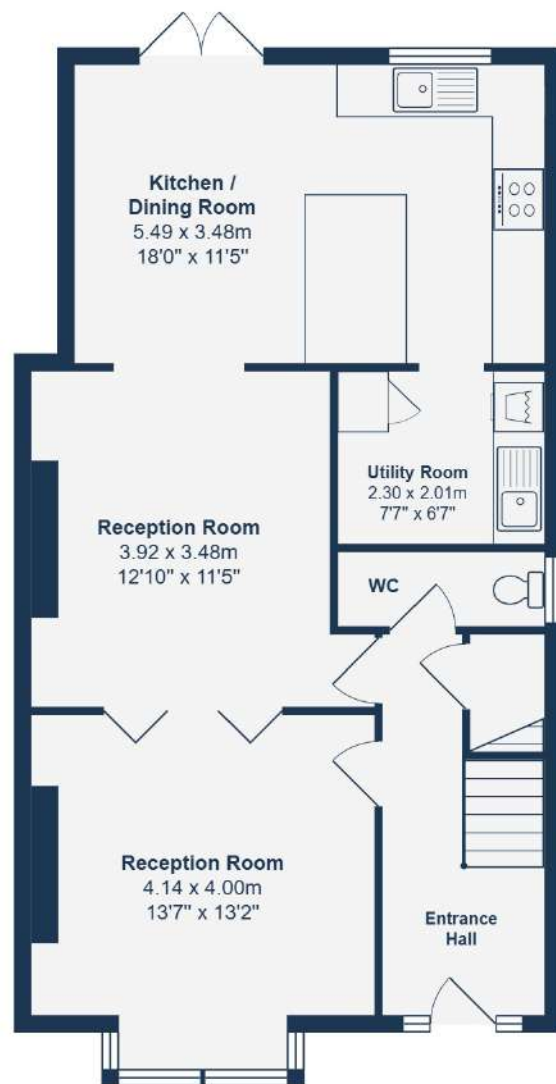 Kitchen /
Dining Room
5.49 x 3.48m
18'0" x 11'5"
Utility Room
2.30 x 2.01m
7'7" x 6'7"
Reception Room
3.92 x 3.48m
12'10" x 11'5"
WC
Reception Room
4.14 x 4.00m
13'7" x 13'2"
Entrance
Hall